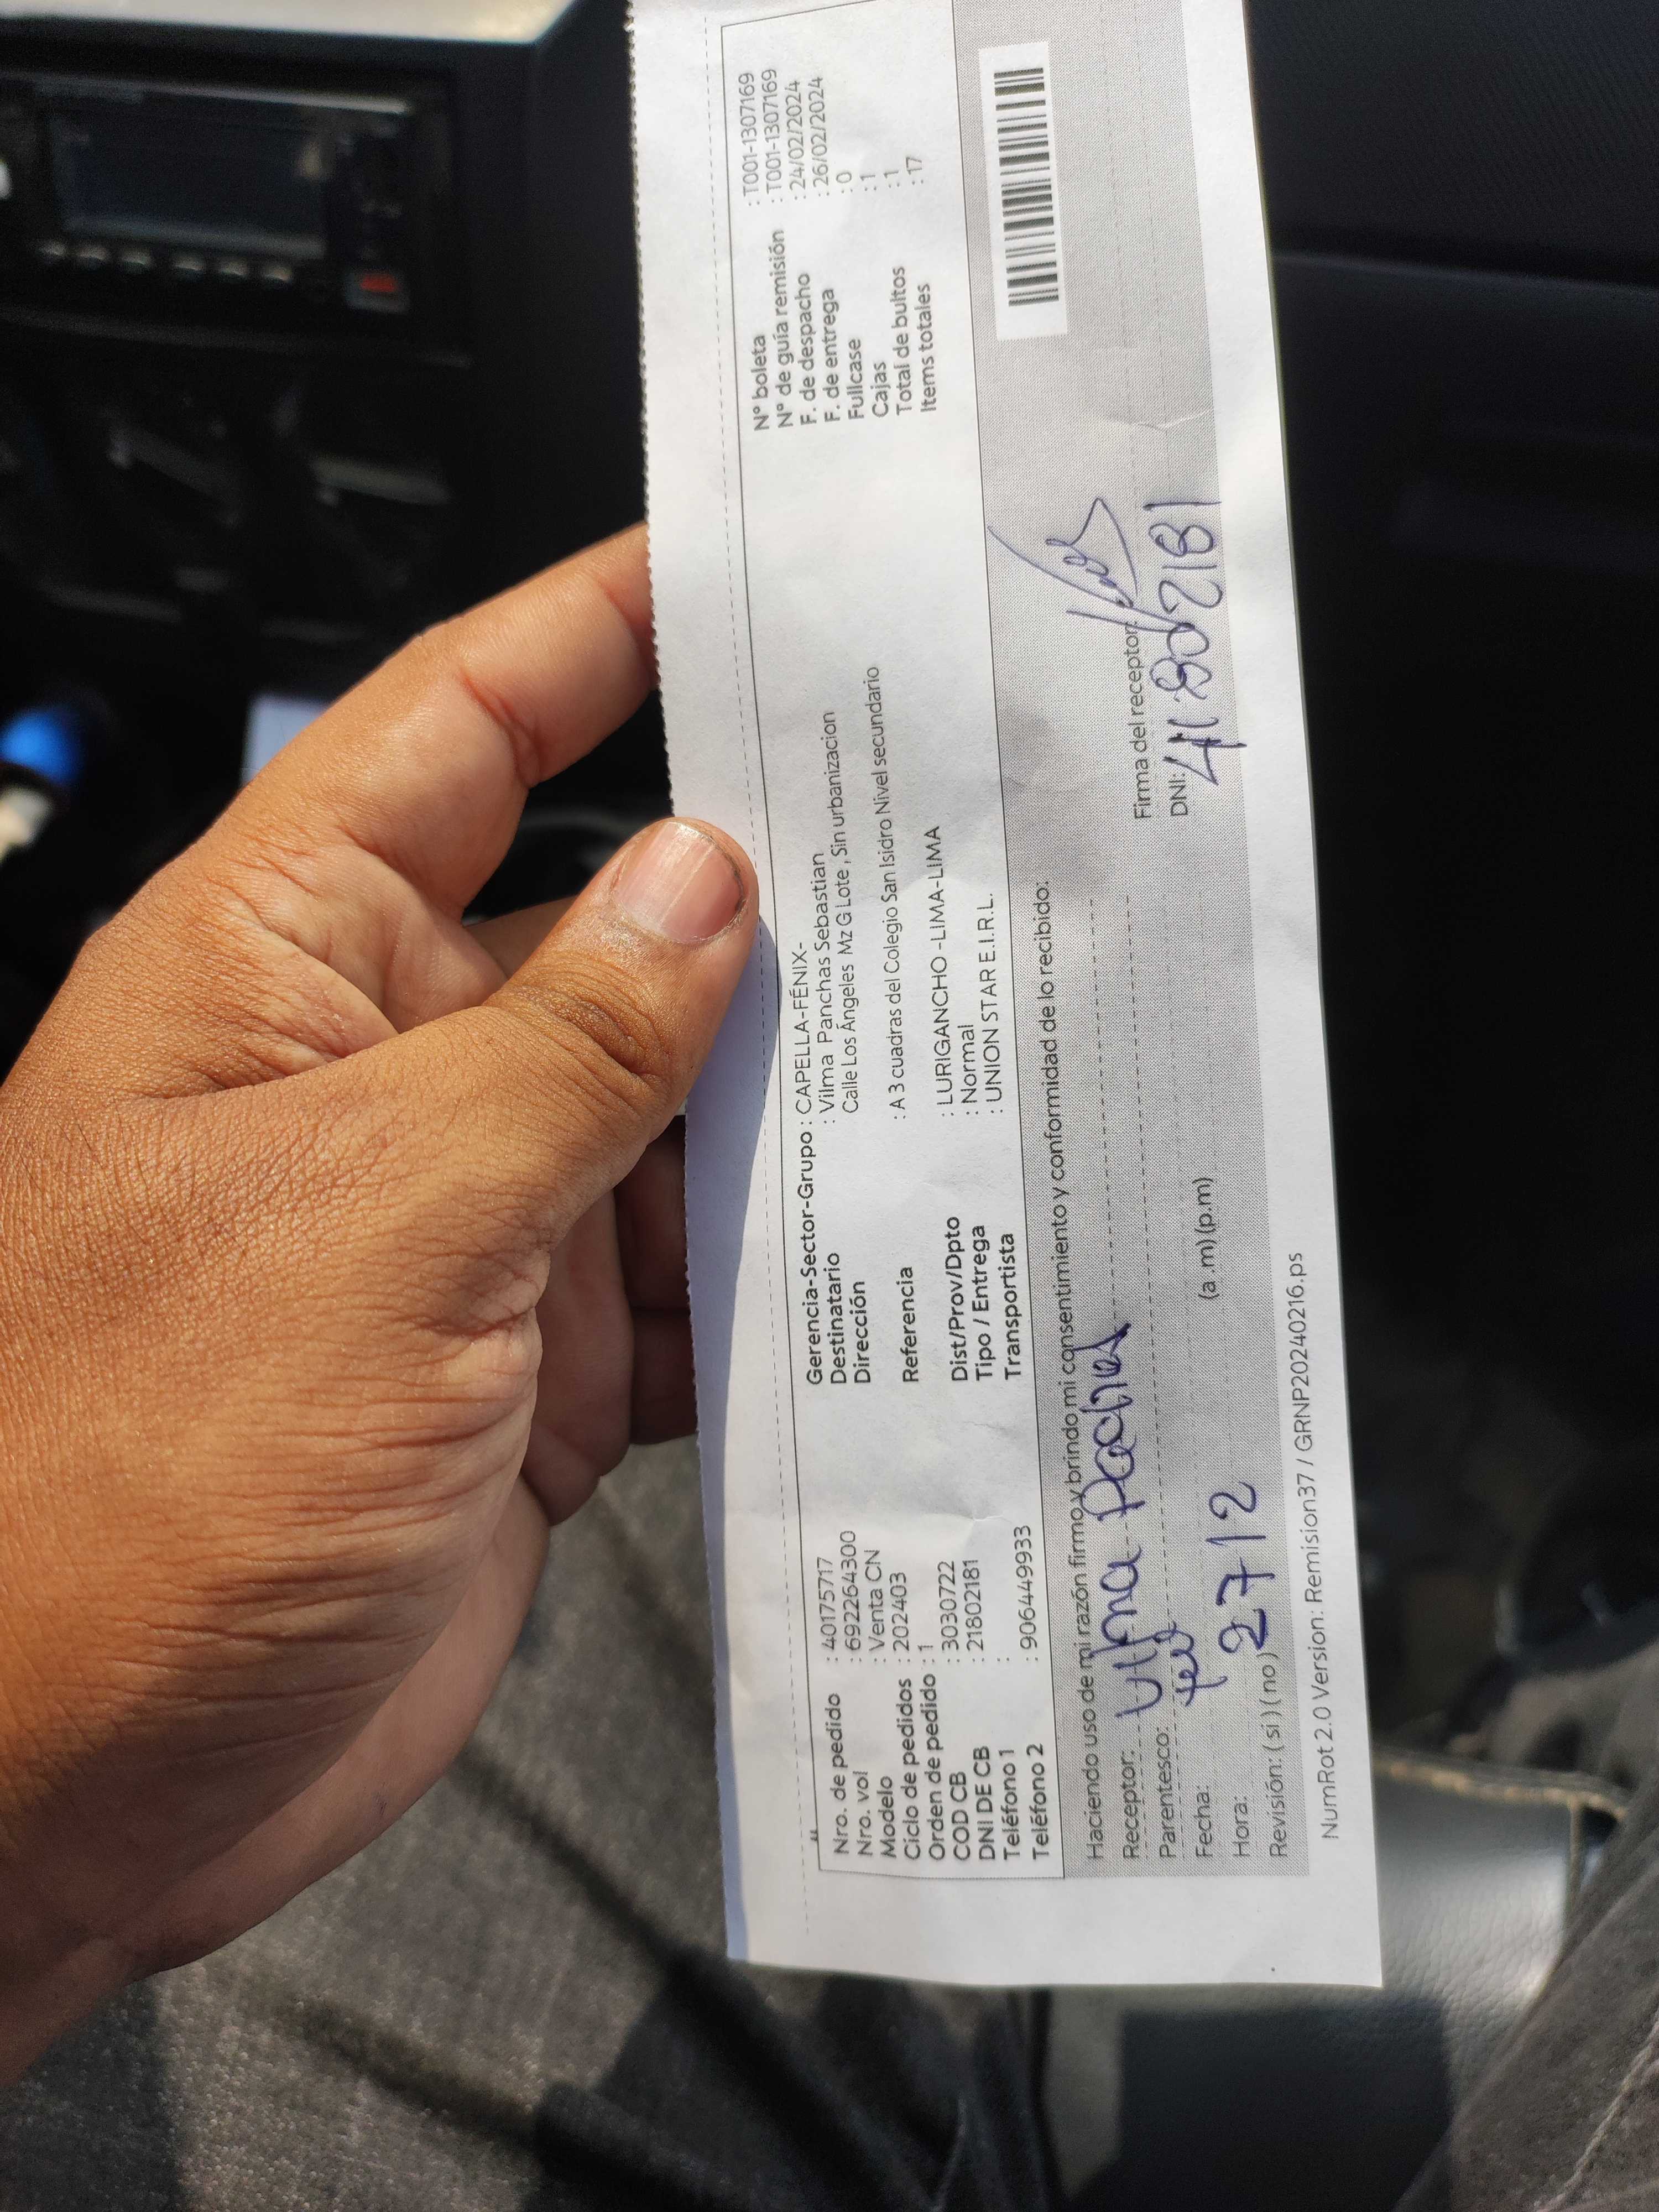 Nro. de pedido : 40175717
Nro. vol : 6922264300
Modelo : Venta CN
Ciclo de pedidos : 202403
Orden de pedido : 1
COD CB : 3030722
DNI DE CB : 21802181
Teléfono 1 :
Teléfono 2 : 906449933
Gerencia-Sector-Grupo : CAPELLA-FÉNIX-
Destinatario : Vilma Panchas Sebastian
Dirección Calle Los Ángeles Mz G Lote , Sin urbanizacion
Referencia : A 3 cuadras del Colegio San Isidro Nivel secundario
Dist/Prov/Dpto : LURIGANCHO -LIMA-LIMA
Tipo / Entrega : Normal
Transportista : UNION STAR E.I.R.L.
N° boleta : T001-1307169
N° de guía remisión : T001-1307169
F. de despacho : 24/02/2024
F. de entrega : 26/02/2024
Fullcase : 0
Cajas : 1
Total de bultos : 1
Items totales : 17
Haciendo uso de mi razón firmo y brindo mi consentimiento y conformidad de lo recibido:
Receptor: Vilma
Parentesco:
Fecha:
Hora: 27/2 (a .m) (p.m)
Revisión: ( si ) ( no )
Firma del receptor:
DNI:
NumRot 2.0 Version: Remision37 / GRNP20240216.ps